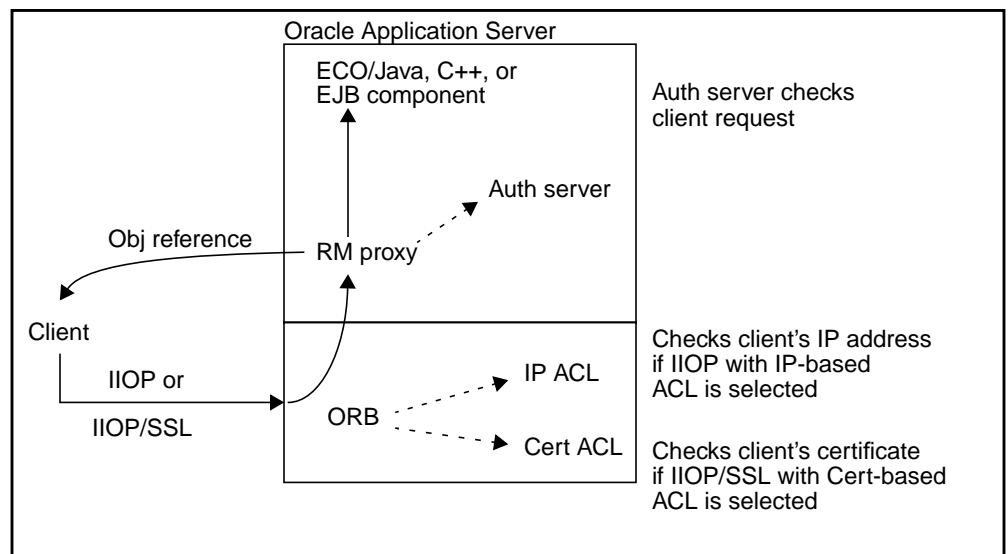 Oracle Application Server
ECO/Java, C++, or
EJB component
Auth server checks
client request
Auth server
Obj reference
RM proxy
Client
IIOP or
IIOP/SSL
ORB
IP ACL
Cert ACL
Checks client's IP address
if IIOP with IP-based
ACL is selected
Checks client's certificate
if IIOP/SSL with Cert-based
ACL is selected